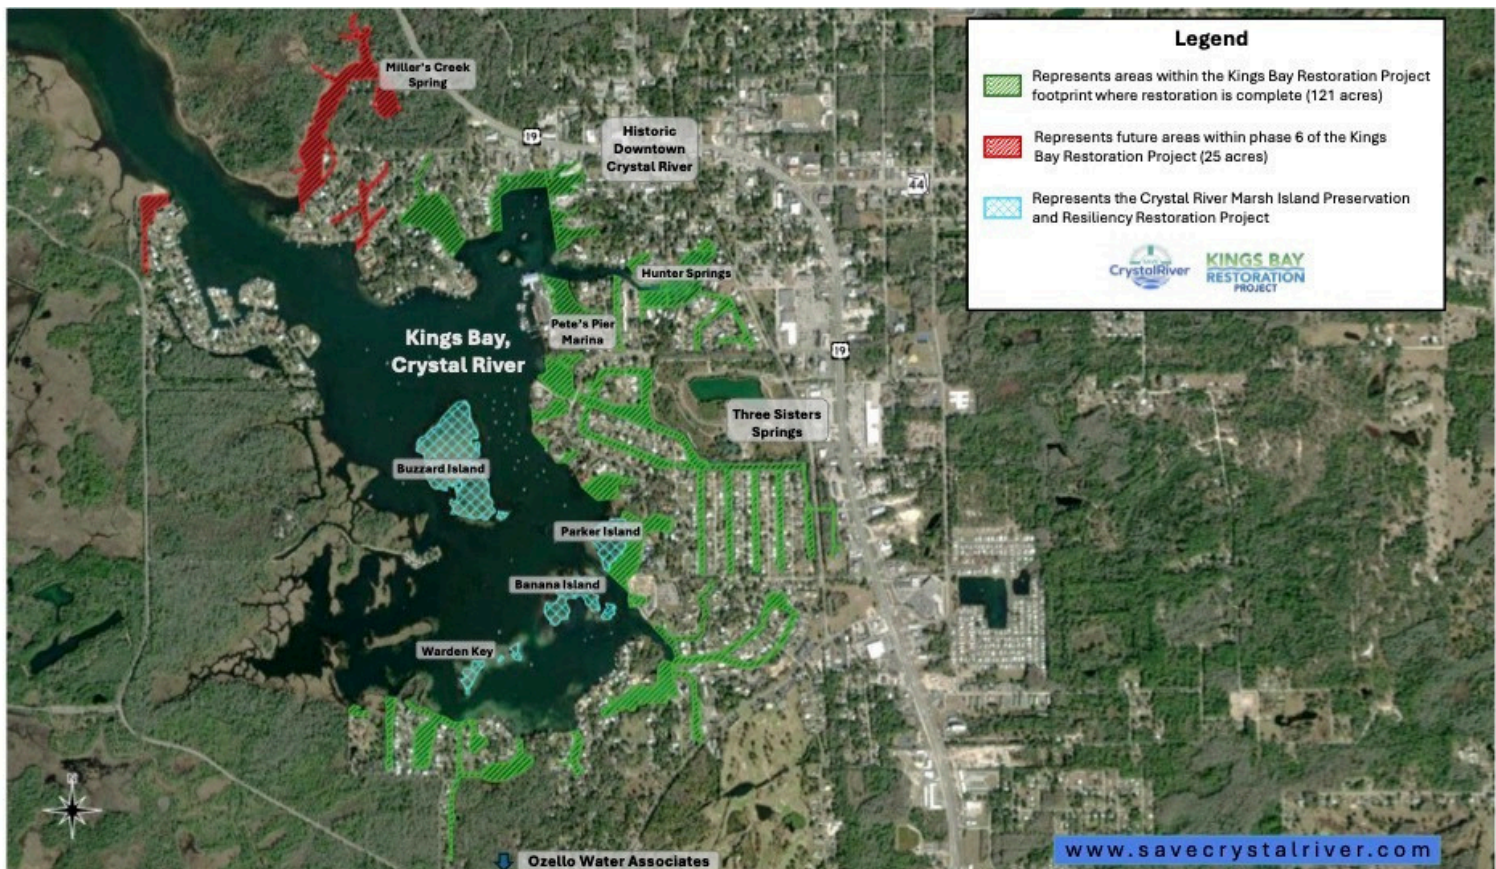 Legend
Represents areas within the Kings Bay Restoration Project
footprint where restoration is complete (121 acres)
Represents future areas within phase 6 of the Kings
Bay Restoration Project (25 acres)
Represents the Crystal River Marsh Island Preservation
and Resiliency Restoration Project
CrystalRiver
KINGS BAY
RESTORATION
PROJECT
Miller's Creek
Spring
19
Historic
Downtown
Crystal River
44
Hunter Springs
Pete's Pier
Marina
Kings Bay,
Crystal River
19
Three Sisters
Springs
Buzzard Island
Parker Island
Banana Island
Warden Key
Ozello Water Associates
www.savecrystalriver.com